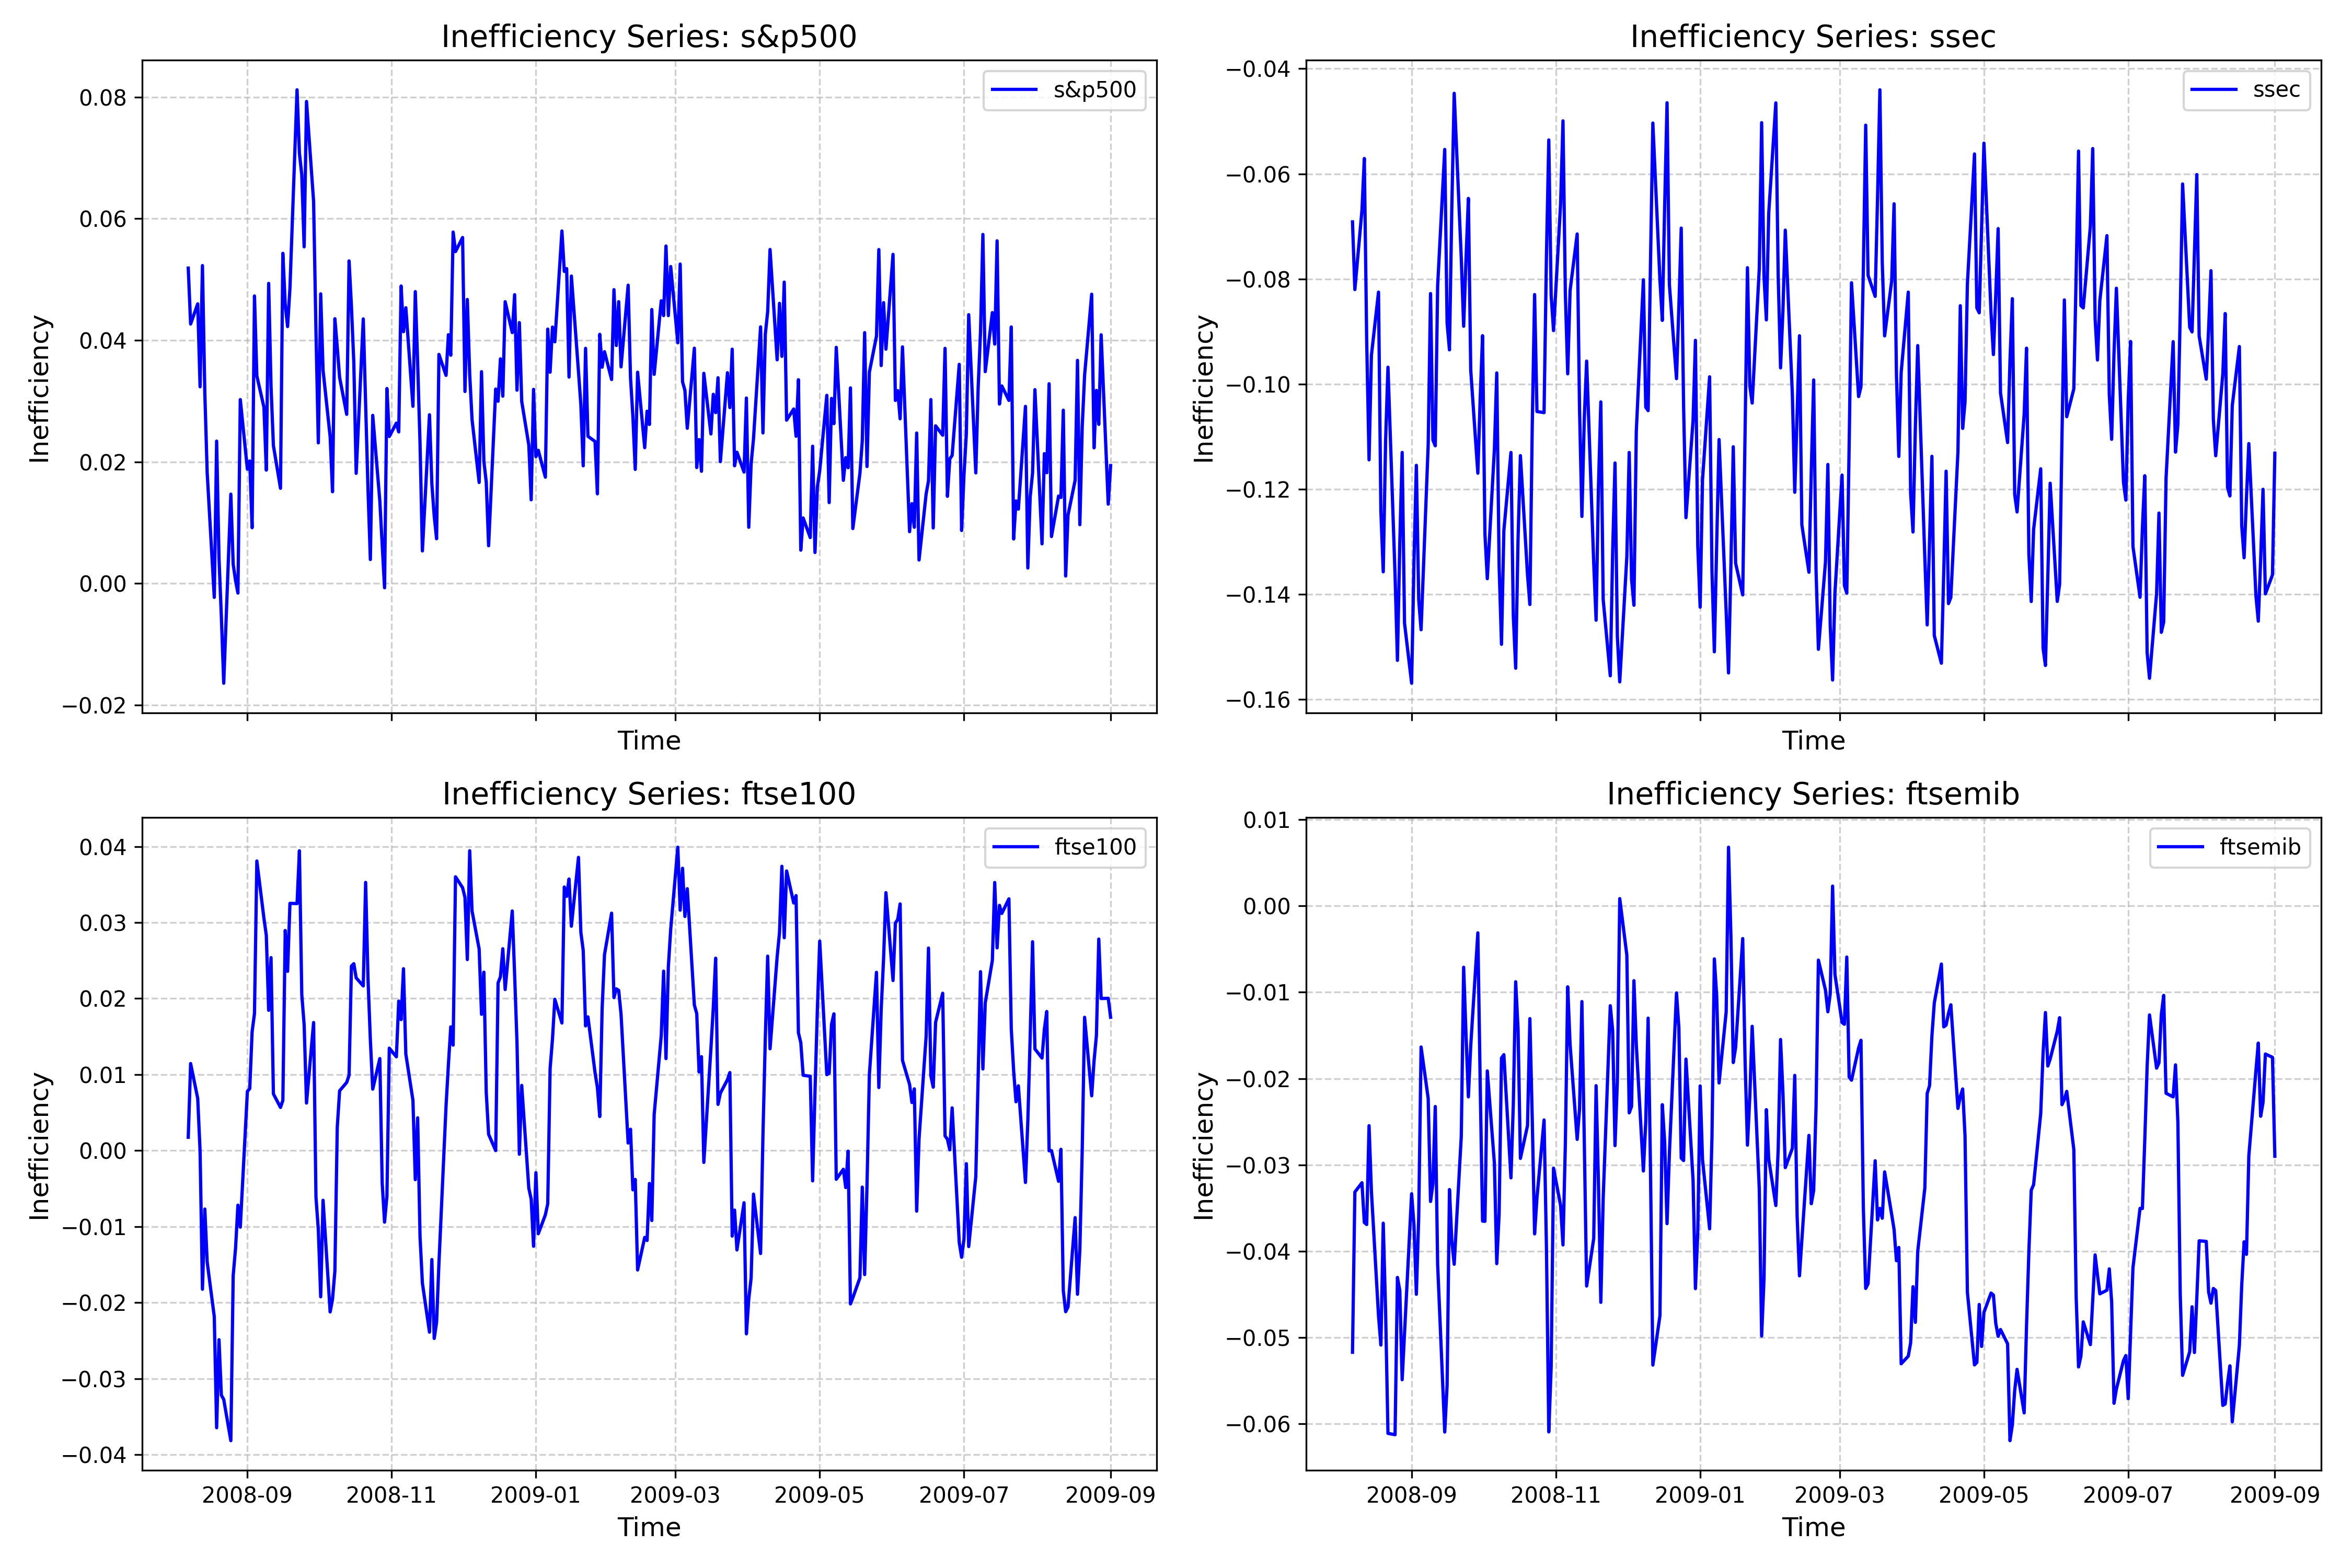 Inefficiency Series: s&p500
s&p500
0.08
0.06
0.04
0.02
0.00
−0.02
Inefficiency
Time
Inefficiency Series: ssec
ssec
−0.04
−0.06
−0.08
−0.10
−0.12
−0.14
−0.16
Inefficiency
Time
Inefficiency Series: ftse100
ftse100
0.04
0.03
0.02
0.01
0.00
−0.01
−0.02
−0.03
−0.04
Inefficiency
2008-09 2008-11 2009-01 2009-03 2009-05 2009-07 2009-09
Time
Inefficiency Series: ftsemib
ftsemib
0.01
0.00
−0.01
−0.02
−0.03
−0.04
−0.05
−0.06
Inefficiency
2008-09 2008-11 2009-01 2009-03 2009-05 2009-07 2009-09
Time